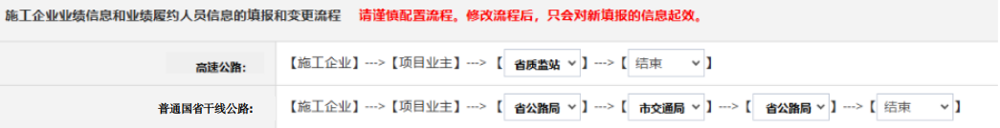 施工企业业绩信息和业绩履约人员信息的填报和变更流程 请谨慎配置流程。修改流程后，只会对新填报的信息起效。
高速公路： 【施工企业】--->【项目业主】--->【 省质监站 】--->【 结束 】
普通国省干线公路： 【施工企业】--->【项目业主】--->【 省公路局 】--->【 市交通局 】--->【 省公路局 】--->【 结束 】